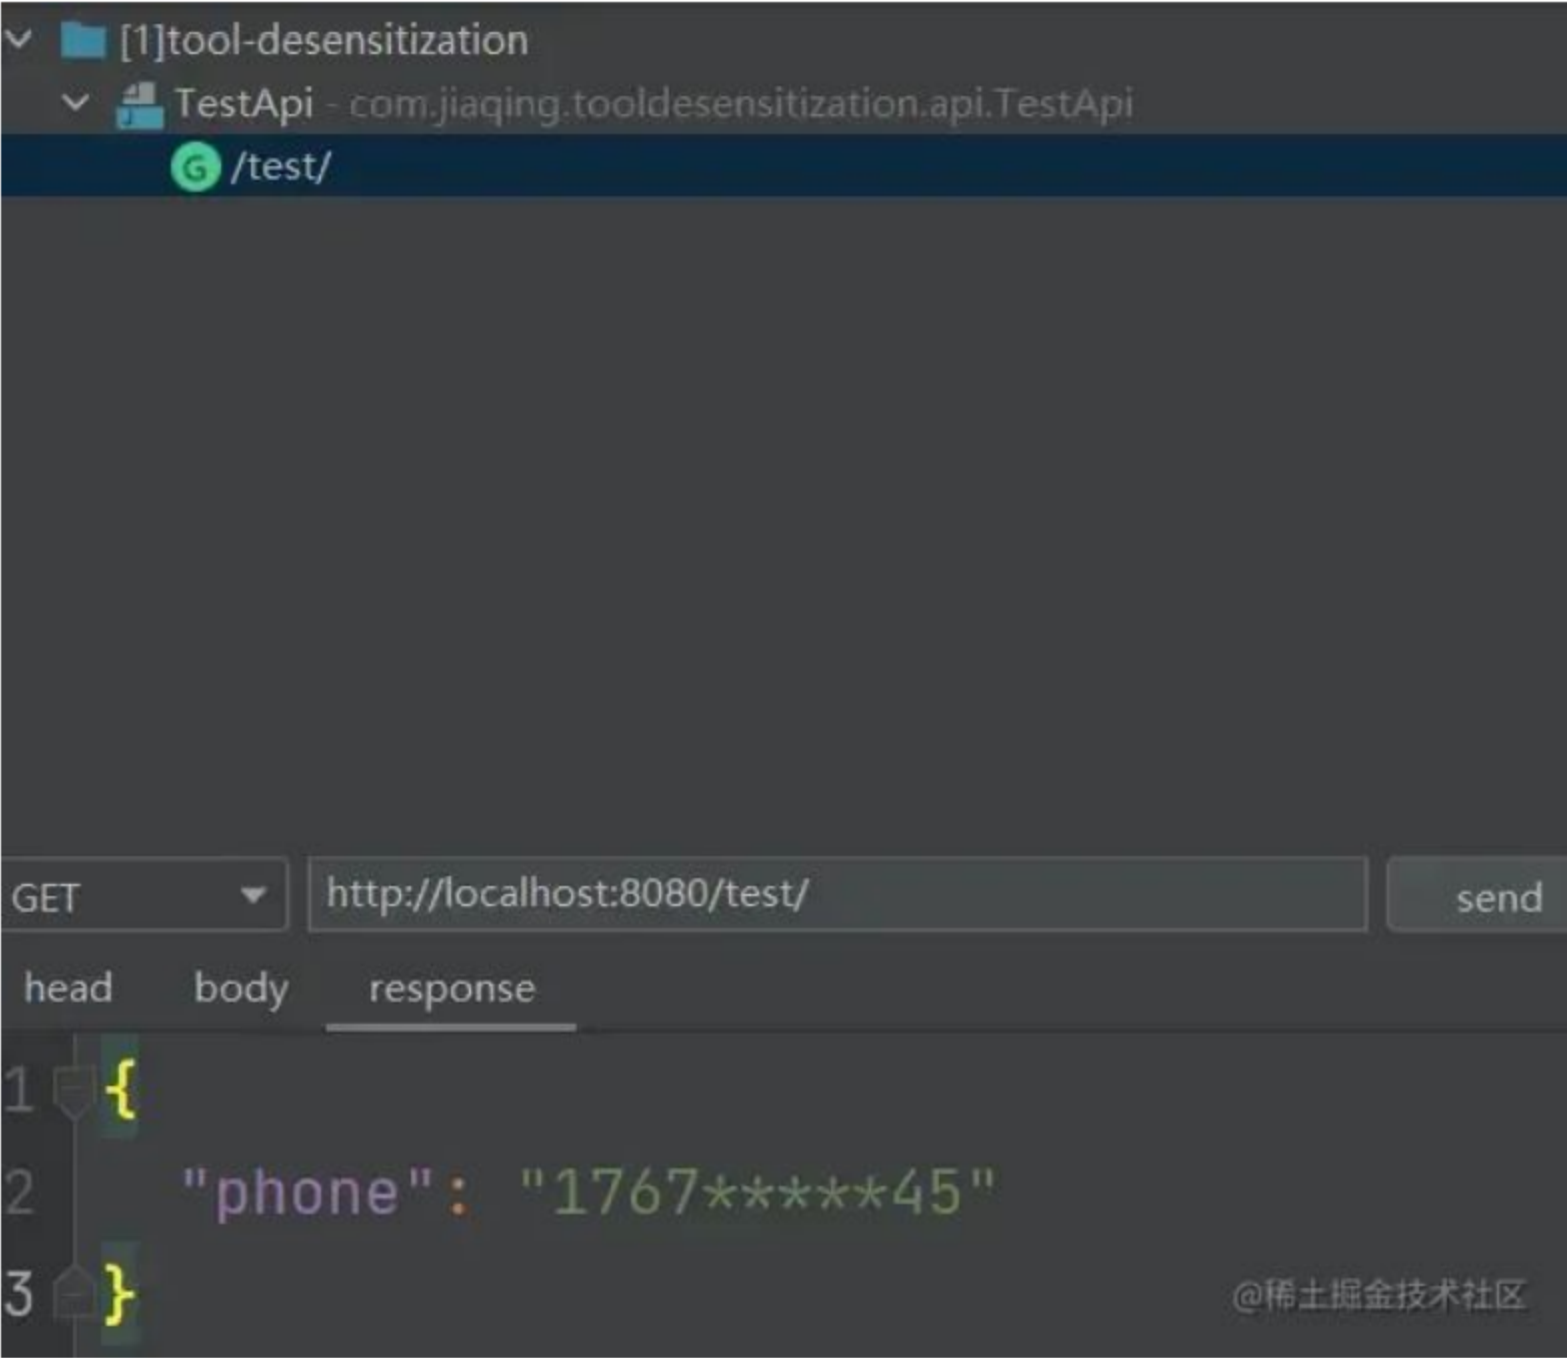 [1]tool-desensitization
TestApi - com.jiaqing.tooldesensitization.api.TestApi
G /test/
GET http://localhost:8080/test/ send
head body response
1 {
2 "phone": "1767*****45"
3 }
@稀土掘金技术社区